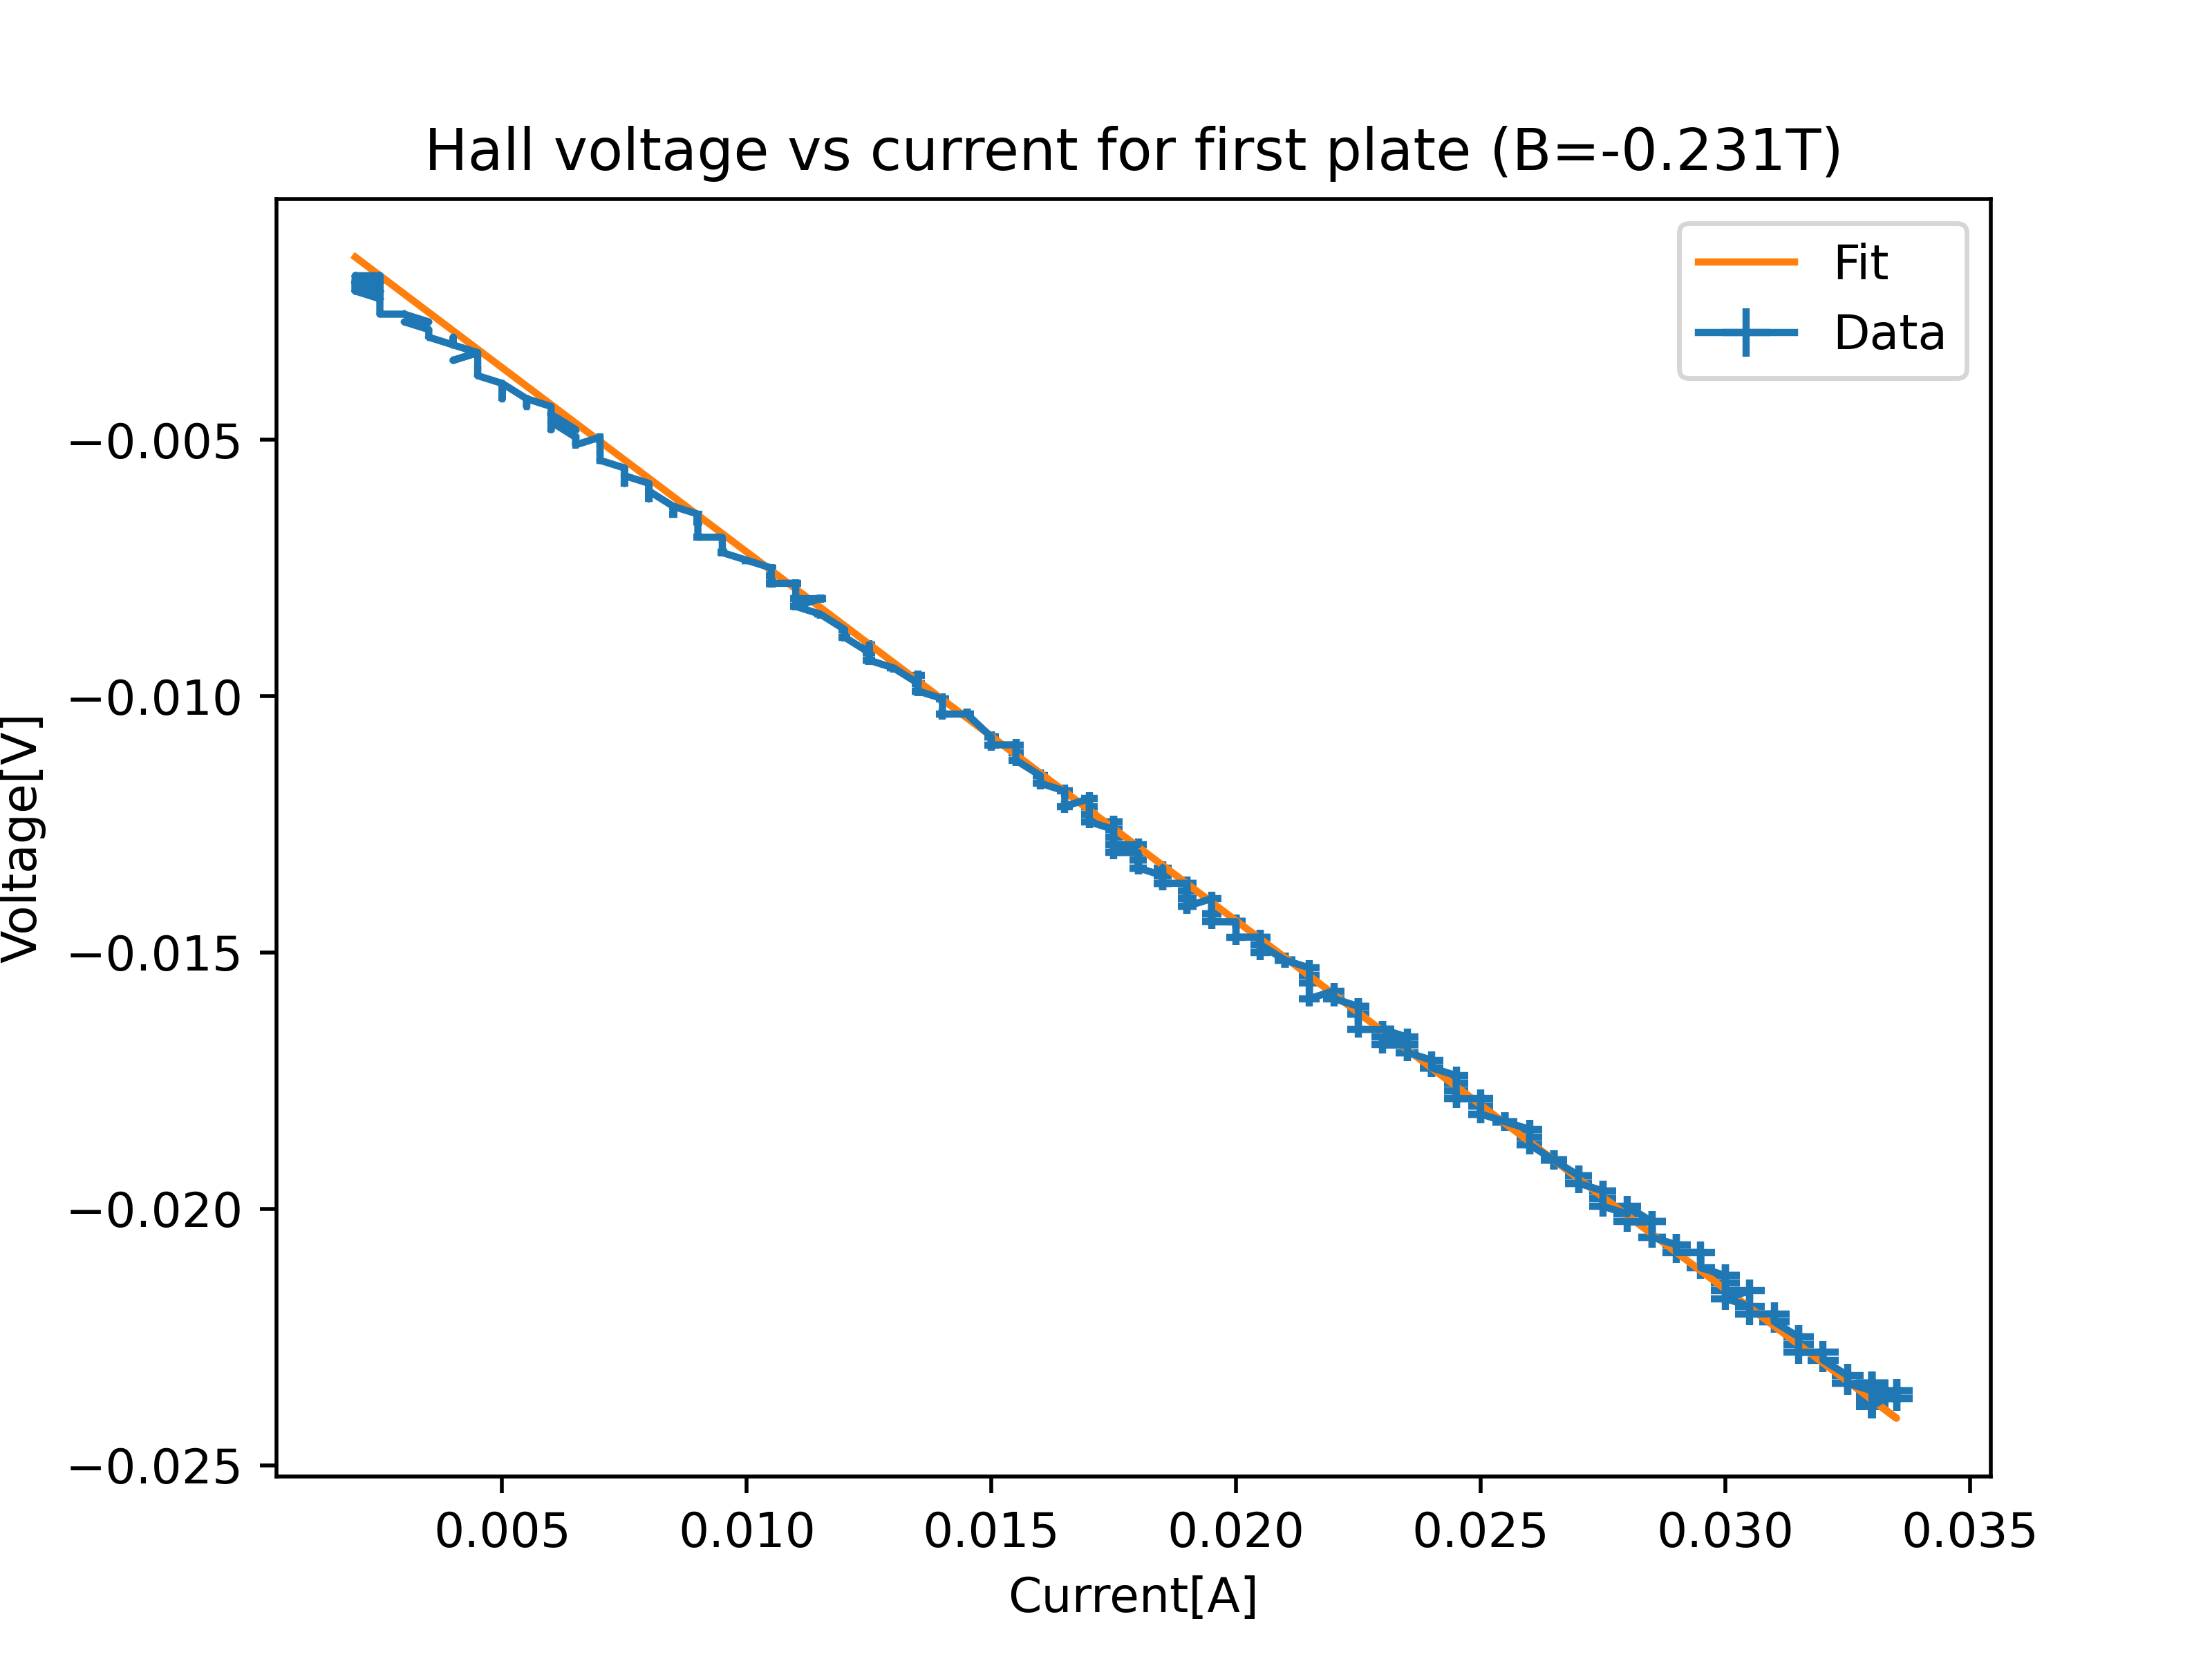 Hall voltage vs current for first plate (B=-0.231T)
Fit
Data
−0.005
−0.010
−0.015
−0.020
−0.025
Voltage[V]
0.005 0.010 0.015 0.020 0.025 0.030 0.035
Current[A]